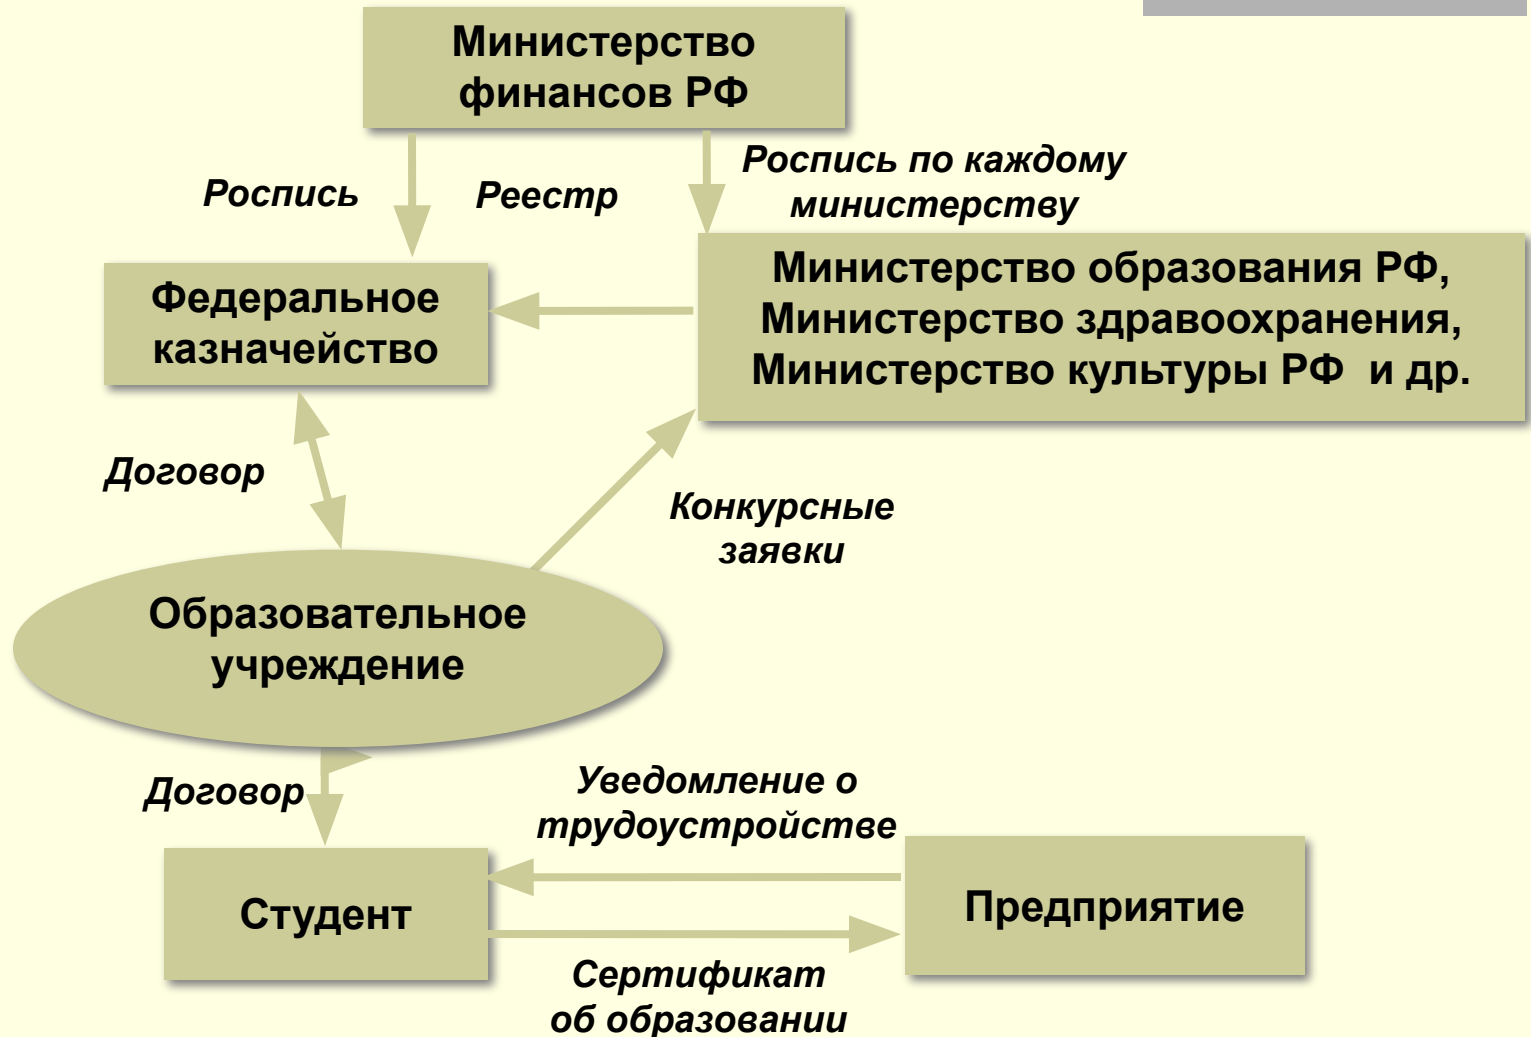 Министерство
финансов РФ
Роспись
Реестр
Роспись по каждому
министерству
Федеральное
казначейство
Министерство образования РФ,
Министерство здравоохранения,
Министерство культуры РФ и др.
Договор
Конкурсные
заявки
Образовательное
учреждение
Договор
Уведомление о
трудоустройстве
Студент
Предприятие
Сертификат
об образовании